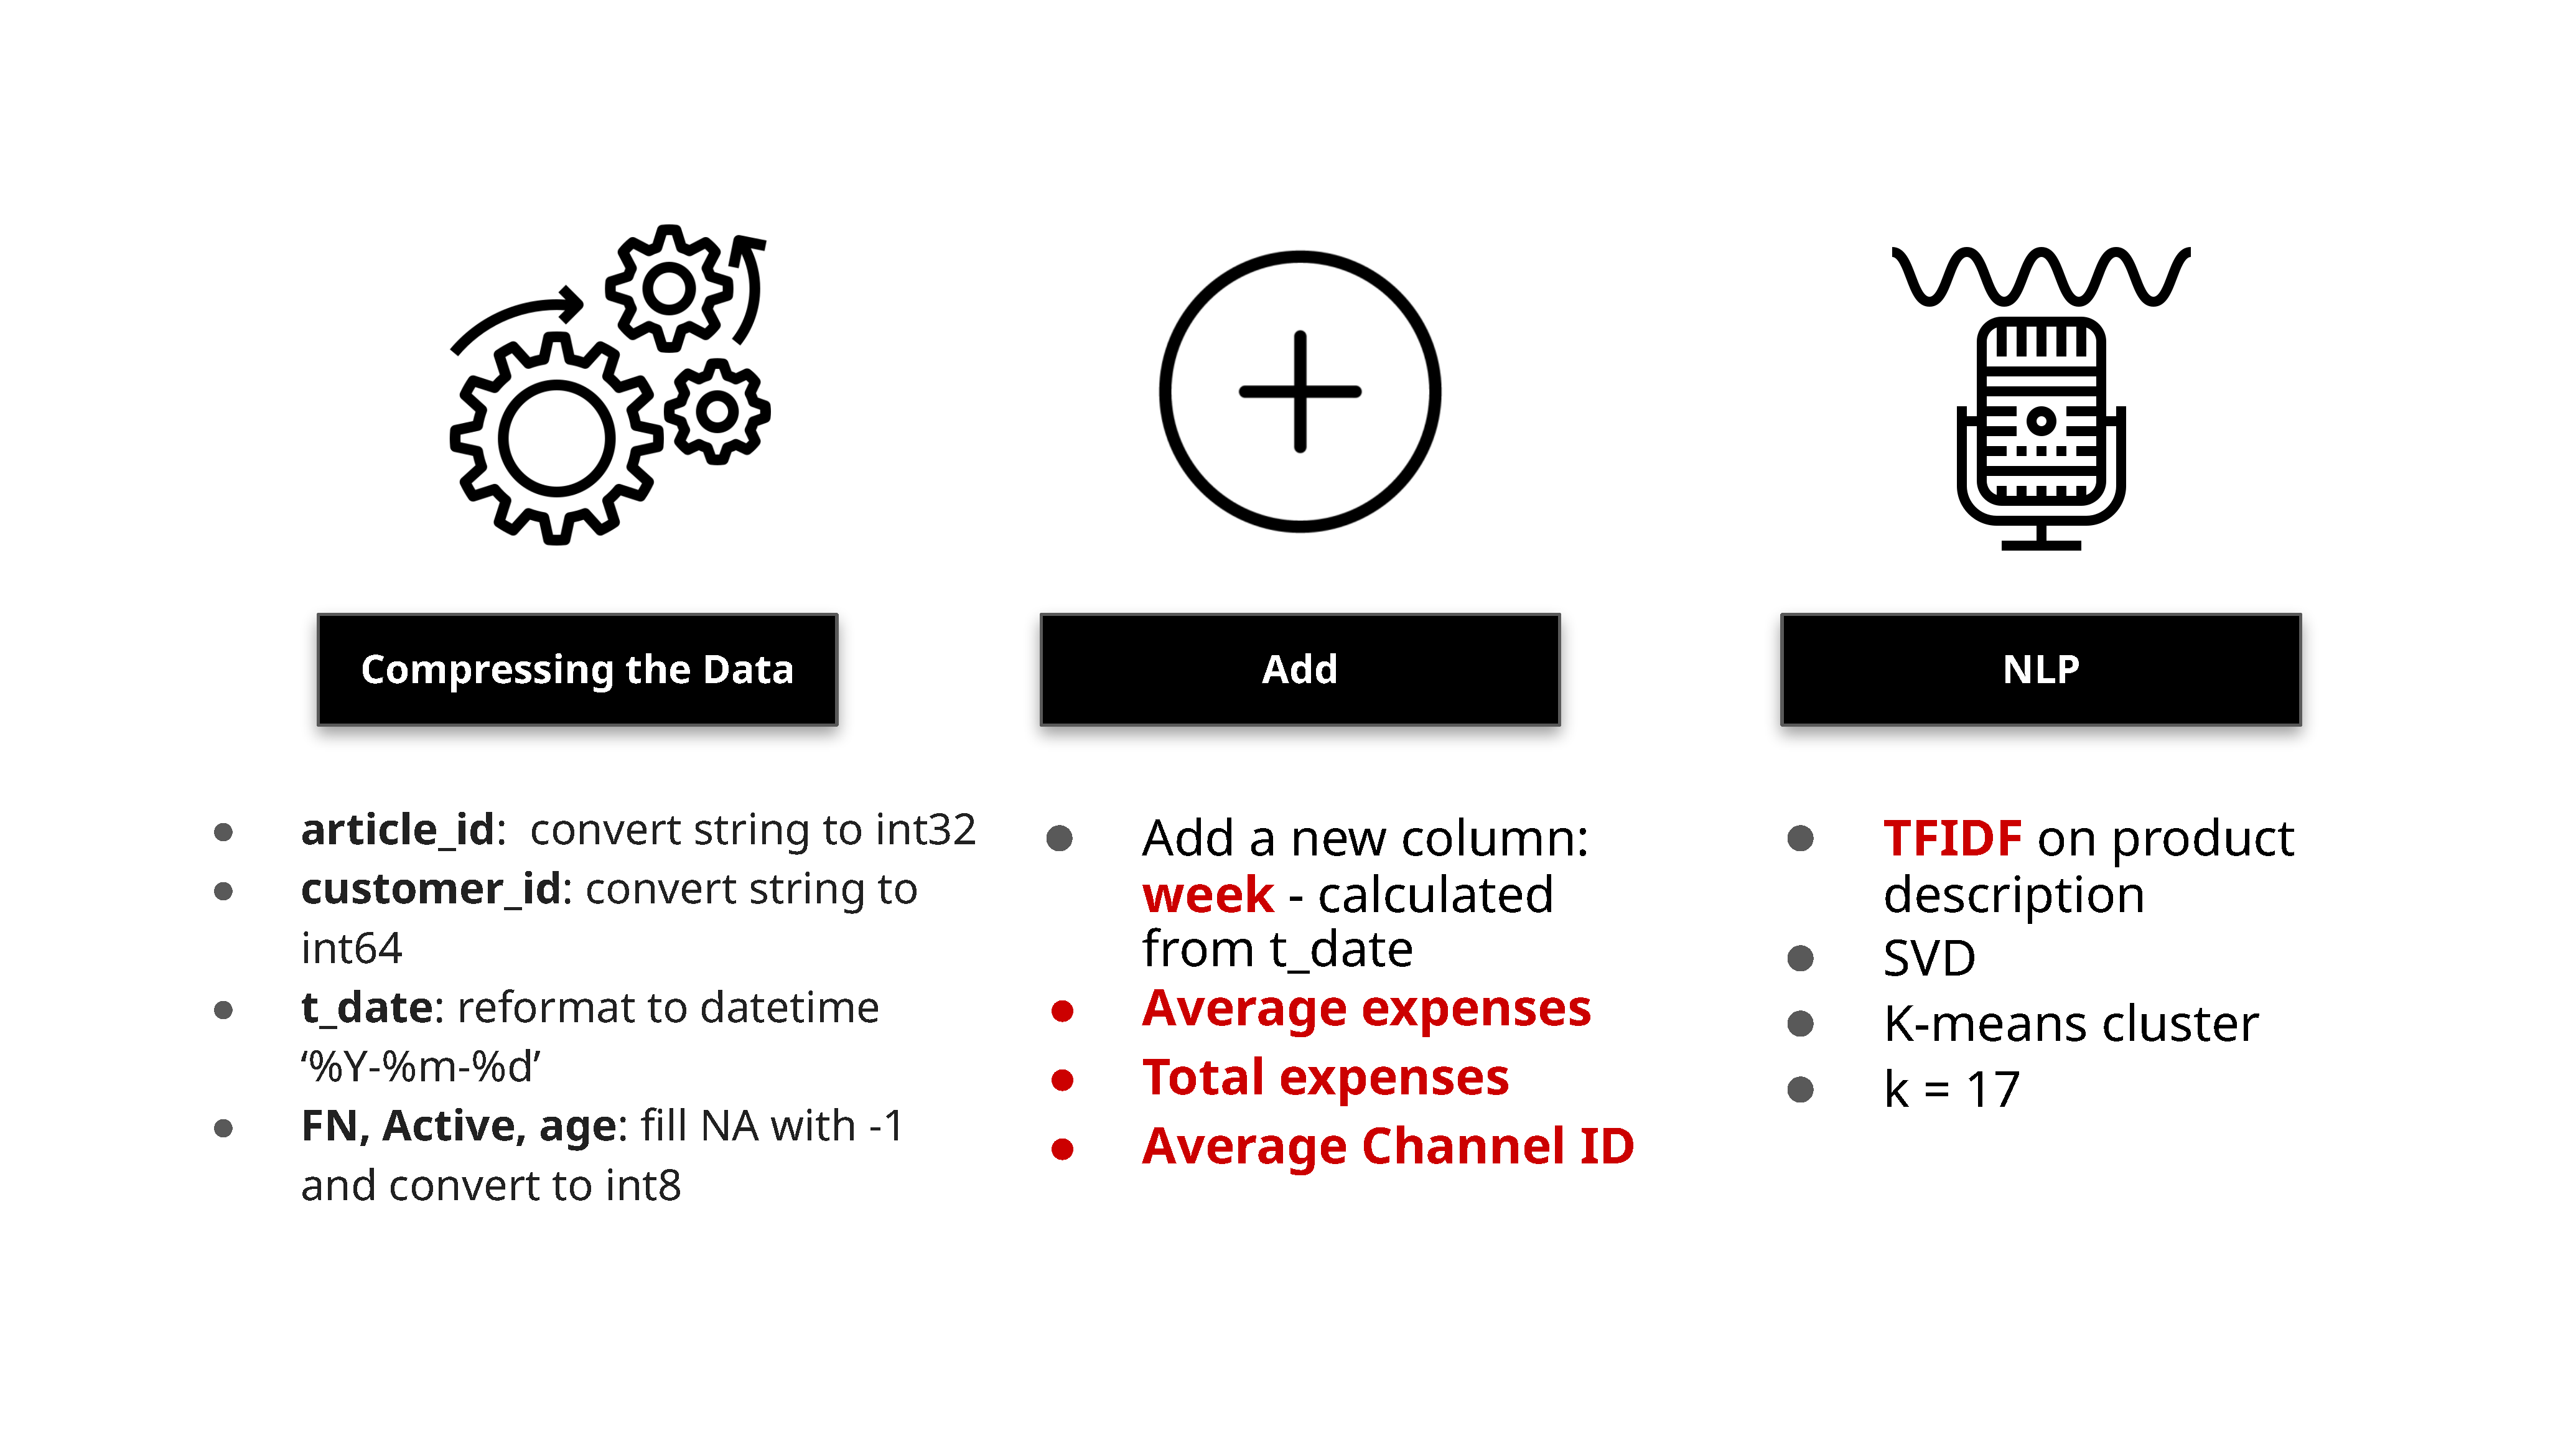 Compressing the Data
article_id:  convert string to int32
customer_id: convert string to
int64
t_date: reformat to datetime
‘%Y-%m-%d’
FN, Active, age: fill NA with -1
and convert to int8
Add
Add a new column:
week - calculated
from t_date
Average expenses
Total expenses
Average Channel ID
NLP
TFIDF on product
description
SVD
K-means cluster
k = 17